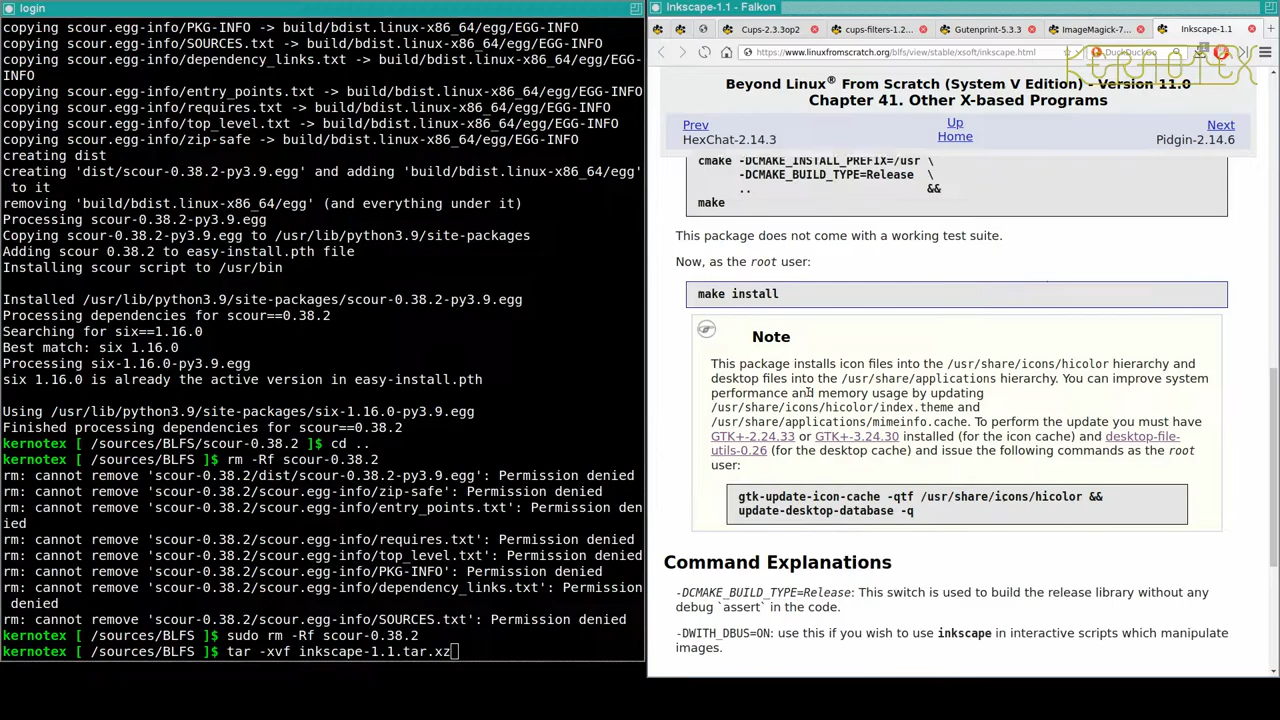 login
copying scour.egg-info/PKG-INFO -> build/bdist.linux-x86_64/egg/EGG-INFO
copying scour.egg-info/SOURCES.txt -> build/bdist.linux-x86_64/egg/EGG-INFO
copying scour.egg-info/dependency_links.txt -> build/bdist.linux-x86_64/egg/EGG-
INFO
copying scour.egg-info/entry_points.txt -> build/bdist.linux-x86_64/egg/EGG-INFO
copying scour.egg-info/requires.txt -> build/bdist.linux-x86_64/egg/EGG-INFO
copying scour.egg-info/top_level.txt -> build/bdist.linux-x86_64/egg/EGG-INFO
copying scour.egg-info/zip-safe -> build/bdist.linux-x86_64/egg/EGG-INFO
creating dist
creating 'dist/scour-0.38.2-py3.9.egg' and adding 'build/bdist.linux-x86_64/egg'
 to it
removing 'build/bdist.linux-x86_64/egg' (and everything under it)
Processing scour-0.38.2-py3.9.egg
Copying scour-0.38.2-py3.9.egg to /usr/lib/python3.9/site-packages
Adding scour 0.38.2 to easy-install.pth file
Installing scour script to /usr/bin
Installed /usr/lib/python3.9/site-packages/scour-0.38.2-py3.9.egg
Processing dependencies for scour==0.38.2
Searching for six==1.16.0
Best match: six 1.16.0
Processing six-1.16.0-py3.9.egg
six 1.16.0 is already the active version in easy-install.pth
Using /usr/lib/python3.9/site-packages/six-1.16.0-py3.9.egg
Finished processing dependencies for scour==0.38.2
kernotex [ /sources/BLFS/scour-0.38.2 ]$ cd ..
kernotex [ /sources/BLFS ]$ rm -Rf scour-0.38.2
rm: cannot remove 'scour-0.38.2/dist/scour-0.38.2-py3.9.egg': Permission denied
rm: cannot remove 'scour-0.38.2/scour.egg-info/zip-safe': Permission denied
rm: cannot remove 'scour-0.38.2/scour.egg-info/entry_points.txt': Permission den
ied
rm: cannot remove 'scour-0.38.2/scour.egg-info/requires.txt': Permission denied
rm: cannot remove 'scour-0.38.2/scour.egg-info/top_level.txt': Permission denied
rm: cannot remove 'scour-0.38.2/scour.egg-info/PKG-INFO': Permission denied
rm: cannot remove 'scour-0.38.2/scour.egg-info/dependency_links.txt': Permission
 denied
rm: cannot remove 'scour-0.38.2/scour.egg-info/SOURCES.txt': Permission denied
kernotex [ /sources/BLFS ]$ sudo rm -Rf scour-0.38.2
kernotex [ /sources/BLFS ]$ tar -xvf inkscape-1.1.tar.xz
Inkscape-1.1 - Falkon
Cups-2.3.3op2 cups-filters-1.2... Gutenprint-5.3.3 ImageMagick-7... Inkscape-1.1
https://www.linuxfromscratch.org/blfs/view/stable/xsoft/inkscape.html DuckDuckGo
KERNOTEX
Beyond Linux® From Scratch (System V Edition) - Version 11.0
Chapter 41. Other X-based Programs
Prev Up Next
HexChat-2.14.3 Home Pidgin-2.14.6
cmake -DCMAKE_INSTALL_PREFIX=/usr \
-DCMAKE_BUILD_TYPE=Release \
.. &&
make
This package does not come with a working test suite.
Now, as the root user:
make install
Note
This package installs icon files into the /usr/share/icons/hicolor hierarchy and
desktop files into the /usr/share/applications hierarchy. You can improve system
performance and memory usage by updating
/usr/share/icons/hicolor/index.theme and
/usr/share/applications/mimeinfo.cache. To perform the update you must have
GTK+-2.24.33 or GTK+-3.24.30 installed (for the icon cache) and desktop-file-
utils-0.26 (for the desktop cache) and issue the following commands as the root
user:
gtk-update-icon-cache -qtf /usr/share/icons/hicolor &&
update-desktop-database -q
Command Explanations
-DCMAKE_BUILD_TYPE=Release: This switch is used to build the release library without any
debug `assert` in the code.
-DWITH_DBUS=ON: use this if you wish to use inkscape in interactive scripts which manipulate
images.